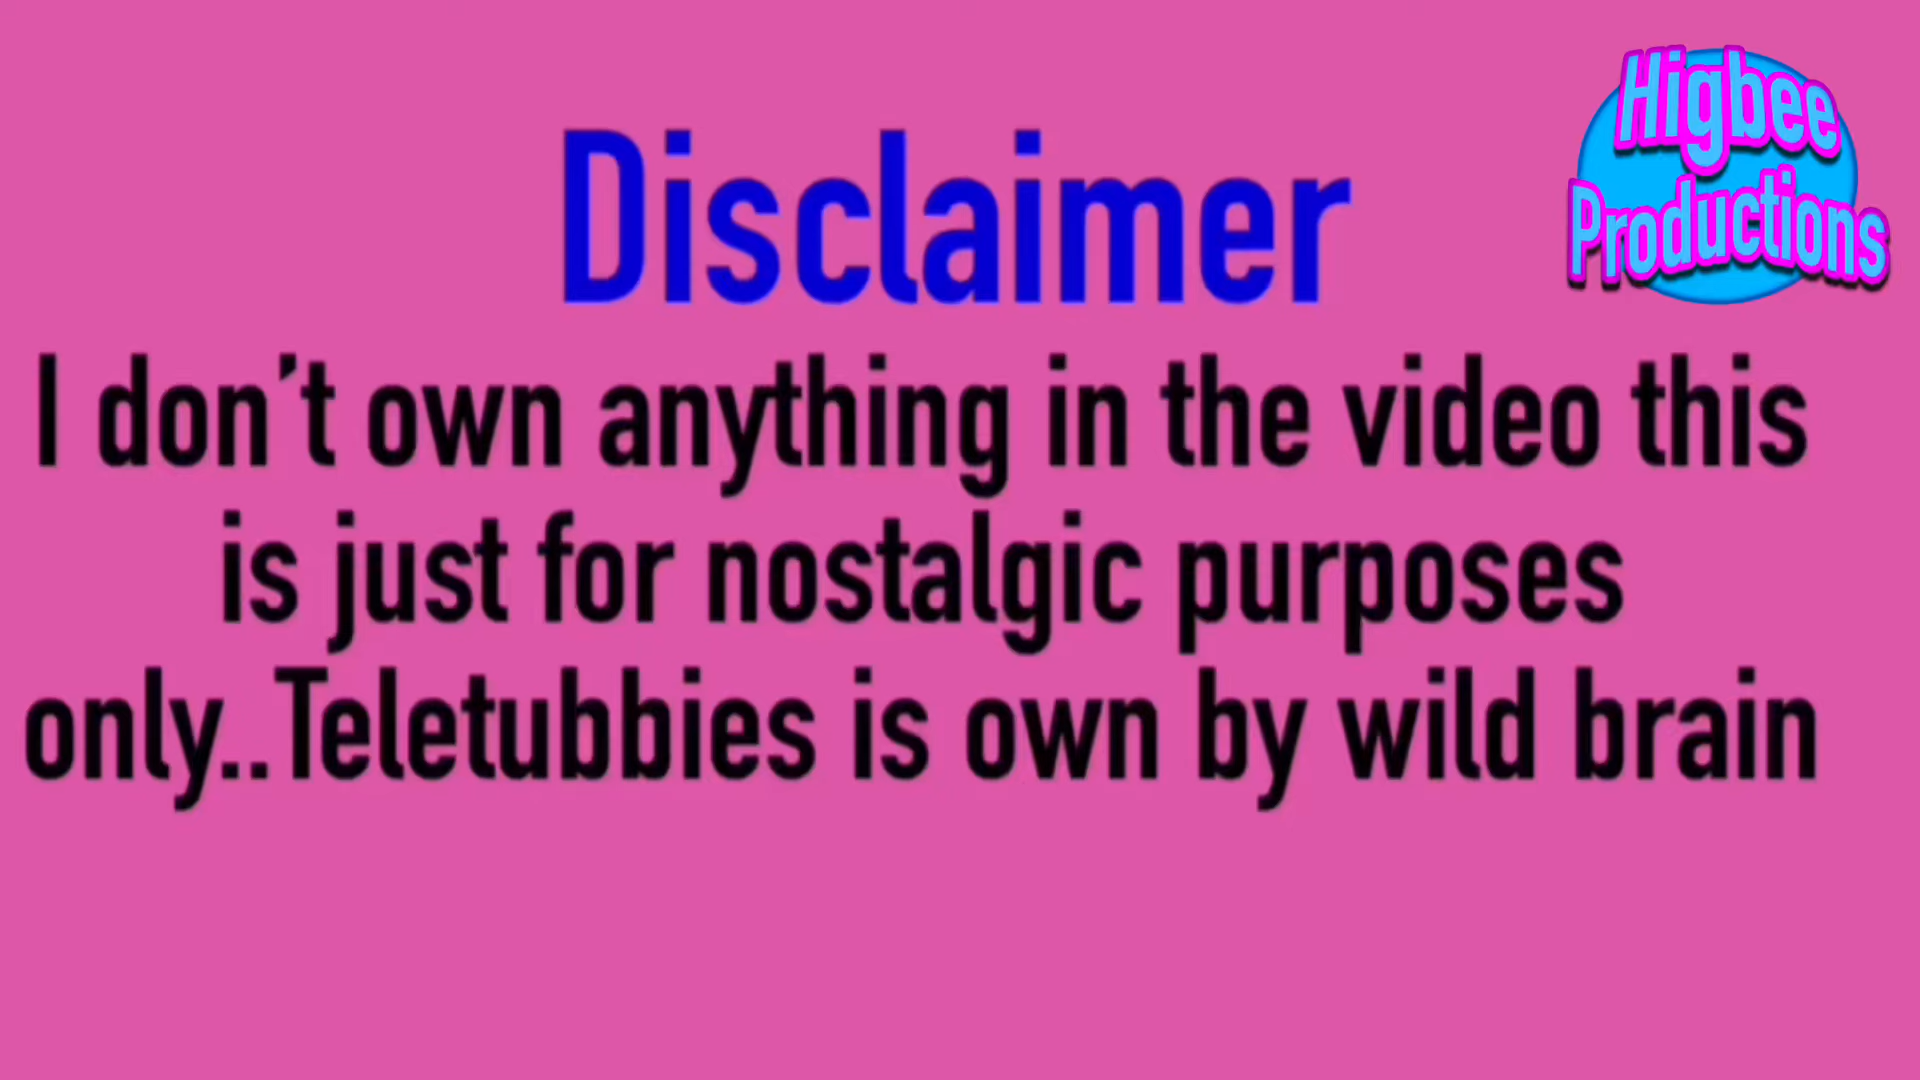 Higbee
Productions
Disclaimer
I don't own anything in the video this
is just for nostalgic purposes
only..Teletubbies is own by wild brain